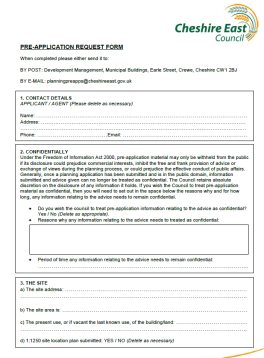 Cheshire East
Council
PRE-APPLICATION REQUEST FORM
When completed please either send it to:
BY POST: Development Management, Municipal Buildings, Earle Street, Crewe, Cheshire CW1 2BJ
BY E-MAIL: planningpreapps@cheshireeast.gov.uk
1. CONTACT DETAILS
APPLICANT / AGENT (Please delete as necessary)
Name:
Address:
Phone: Email:
2. CONFIDENTIALLY
Under the Freedom of Information Act 2000, pre-application material may only be withheld from the public if
its disclosure could prejudice commercial interests, inhibit the free and frank provision of advice or
exchange of views during the planning process, or could prejudice the effective conduct of public affairs.
Generally, once a planning application has been submitted and is in the public domain, information
submitted and advice given can no longer be treated as confidential. The Council retains absolute
discretion on the disclosure of any information it holds. If you wish the Council to treat pre-application
material as confidential, then you will need to set out in the space below the reasons why and for how
long, any information relating to the advice needs to remain confidential.
• Do you wish the council to treat pre-application information relating to the advice as confidential?
Yes / No (Delete as appropriate).
• Reasons why any information relating to the advice needs to treated as confidential:
• Period of time any information relating to the advice needs to remain confidential:
3. THE SITE
a) The site address:
b) The site area is:
c) The present use, or if vacant the last known use, of the building/land:
d) 1:1250 site location plan submitted: YES / NO (Delete as necessary)